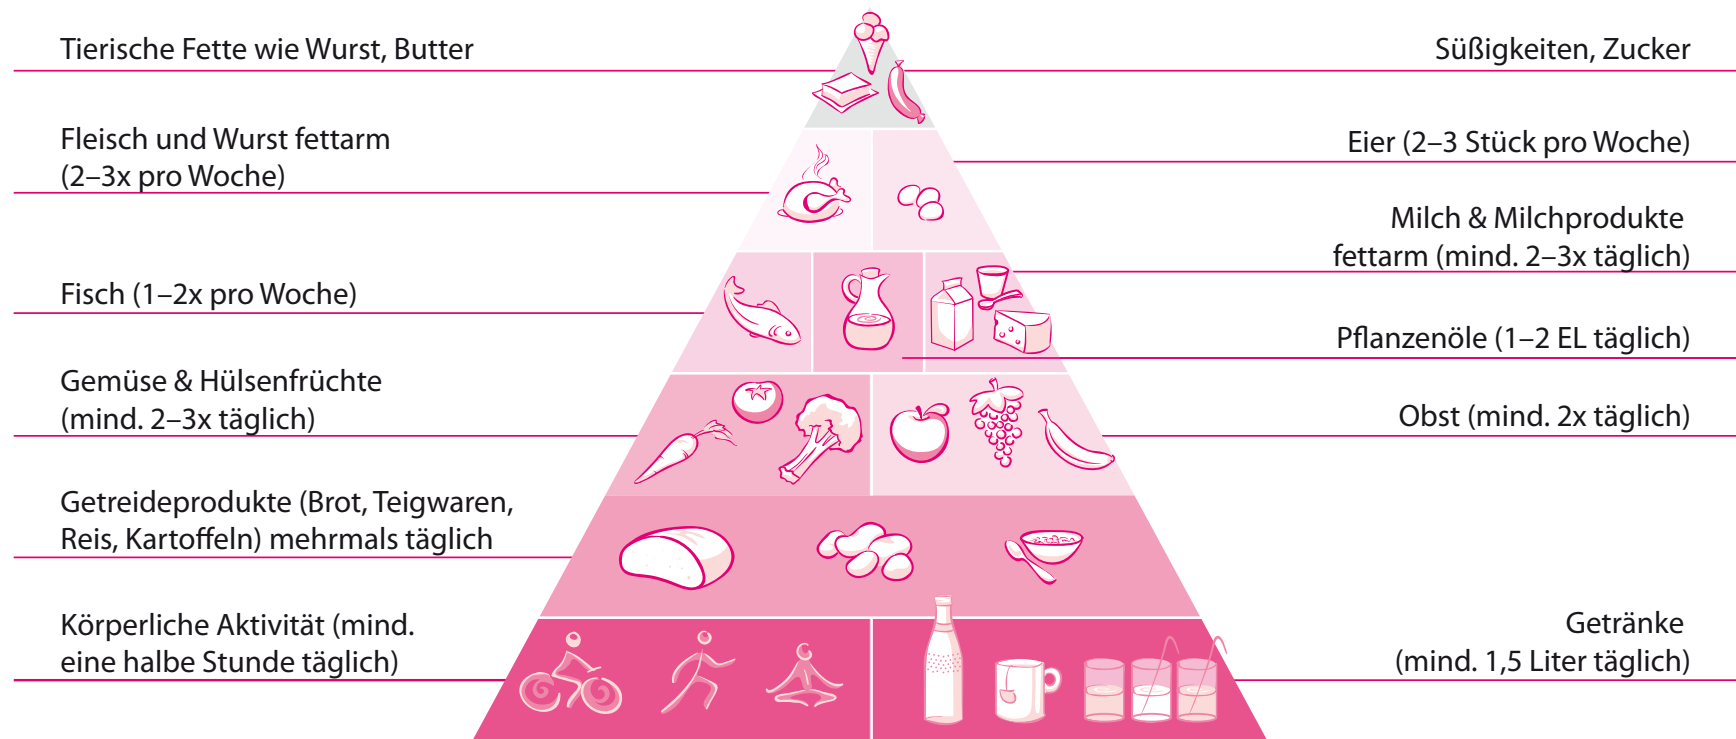 Tierische Fette wie Wurst, Butter
Süßigkeiten, Zucker
Fleisch und Wurst fettarm
(2–3x pro Woche)
Eier (2–3 Stück pro Woche)
Milch & Milchprodukte
fettarm (mind. 2–3x täglich)
Fisch (1–2x pro Woche)
Pflanzenöle (1–2 EL täglich)
Gemüse & Hülsenfrüchte
(mind. 2–3x täglich)
Obst (mind. 2x täglich)
Getreideprodukte (Brot, Teigwaren,
Reis, Kartoffeln) mehrmals täglich
Körperliche Aktivität (mind.
eine halbe Stunde täglich)
Getränke
(mind. 1,5 Liter täglich)